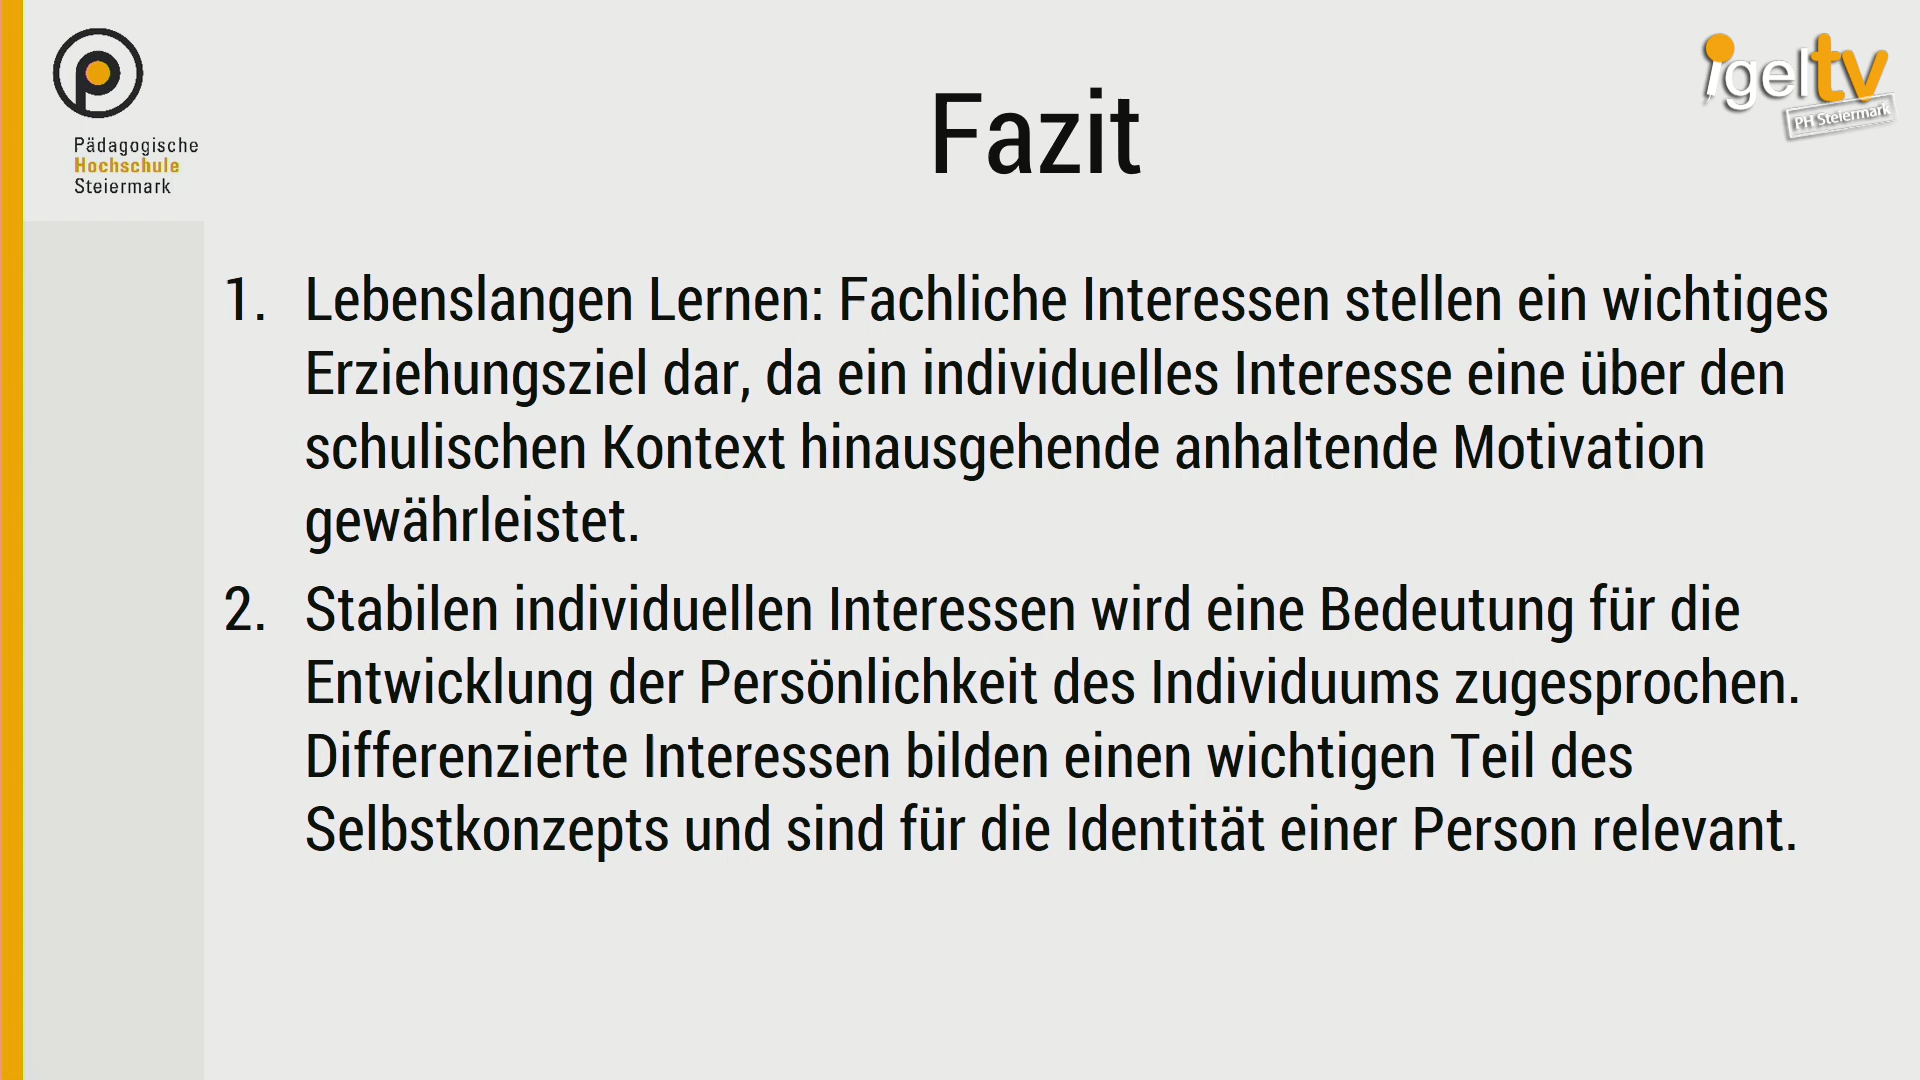 Pädagogische
Hochschule
Steiermark
igeltv
PH Steiermark
Fazit
1. Lebenslangen Lernen: Fachliche Interessen stellen ein wichtiges
Erziehungsziel dar, da ein individuelles Interesse eine über den
schulischen Kontext hinausgehende anhaltende Motivation
gewährleistet.
2. Stabilen individuellen Interessen wird eine Bedeutung für die
Entwicklung der Persönlichkeit des Individuums zugesprochen.
Differenzierte Interessen bilden einen wichtigen Teil des
Selbstkonzepts und sind für die Identität einer Person relevant.